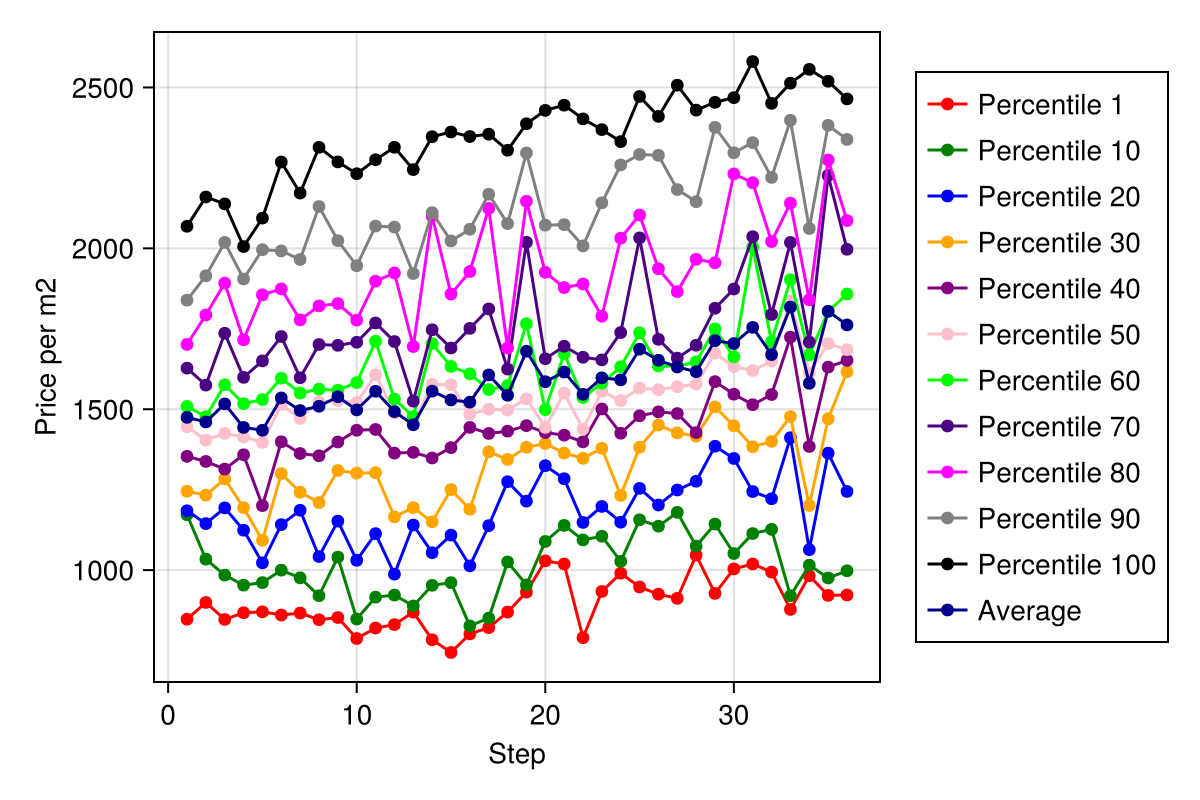 Price per m2
2500
2000
1500
1000
0
10
20
30
Step
Percentile 1
Percentile 10
Percentile 20
Percentile 30
Percentile 40
Percentile 50
Percentile 60
Percentile 70
Percentile 80
Percentile 90
Percentile 100
Average